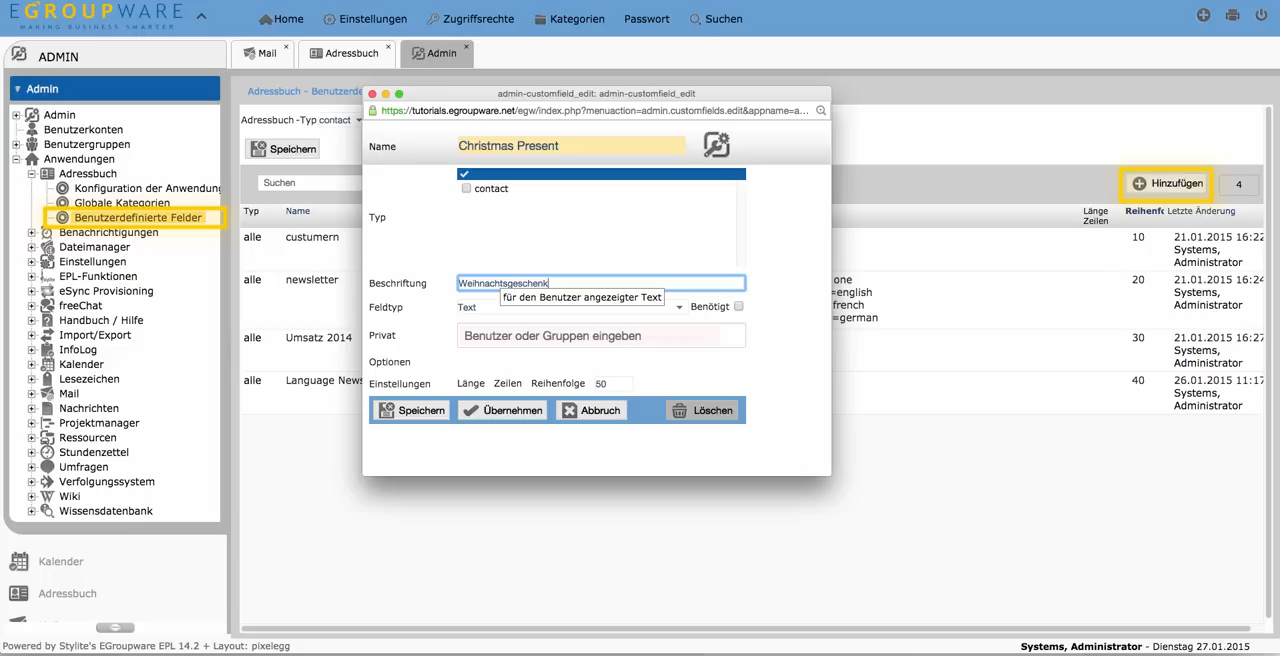 EGROUPWARE
MAKING BUSINESS SMARTER
Home Einstellungen Zugriffsrechte Kategorien Passwort Suchen
ADMIN
Mail Adressbuch Admin
Admin
Admin
Benutzerkonten
Benutzergruppen
Anwendungen
Adressbuch
Konfiguration der Anwendung
Globale Kategorien
Benutzerdefinierte Felder
Benachrichtigungen
Dateimanager
Einstellungen
EPL-Funktionen
eSync Provisioning
freeChat
Handbuch / Hilfe
Import/Export
InfoLog
Kalender
Lesezeichen
Mail
Nachrichten
Projektmanager
Ressourcen
Stundenzettel
Umfragen
Verfolgungssystem
Wiki
Wissensdatenbank
Kalender
Adressbuch
Adressbuch - Benutzerde
Adressbuch -Typ contact
Speichern
Suchen
Hinzufügen 4
Typ Name Länge Zeilen Reihenfo Letzte Änderung
alle custumern 10 21.01.2015 16:22
Systems,
Administrator
alle newsletter one 20 21.01.2015 16:24
=english Systems,
french Administrator
=german
alle Umsatz 2014 30 21.01.2015 16:27
Systems,
Administrator
alle Language News 40 26.01.2015 11:17
Systems,
Administrator
admin-customfield_edit: admin-customfield_edit
https://tutorials.egroupware.net/egw/index.php?menuaction=admin.customfields.edit&appname=a...
Name Christmas Present
contact
Typ
Beschriftung Weihnachtsgeschenk
für den Benutzer angezeigter Text
Feldtyp Text Benötigt
Privat Benutzer oder Gruppen eingeben
Optionen
Einstellungen Länge Zeilen Reihenfolge 50
Speichern Übernehmen Abbruch Löschen
Powered by Stylite's EGroupware EPL 14.2 + Layout: pixelegg
Systems, Administrator - Dienstag 27.01.2015